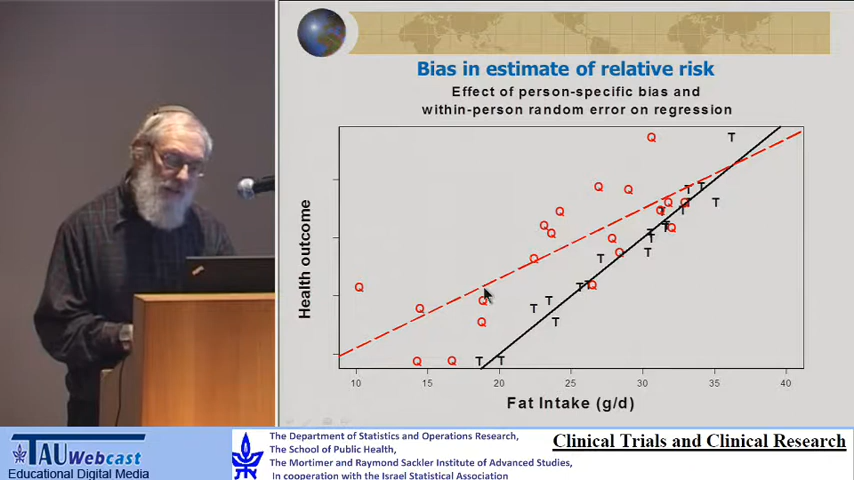 Bias in estimate of relative risk
Effect of person-specific bias and
within-person random error on regression
Health outcome
Q
T
Q
Q
T
T
Q
T
Q
T
Q
Q
Q
T
T
Q
Q
T
T
Q
T
Q
T
Q
T
Q
Q
T
T
Q
T
Q
T
Q
T
T
Q
T
Q
Q
T
T
10 15 20 25 30 35 40
Fat Intake (g/d)
TAU Webcast
Educational Digital Media
The Department of Statistics and Operations Research,
The School of Public Health,
The Mortimer and Raymond Sackler Institute of Advanced Studies,
In cooperation with the Israel Statistical Association
Clinical Trials and Clinical Research